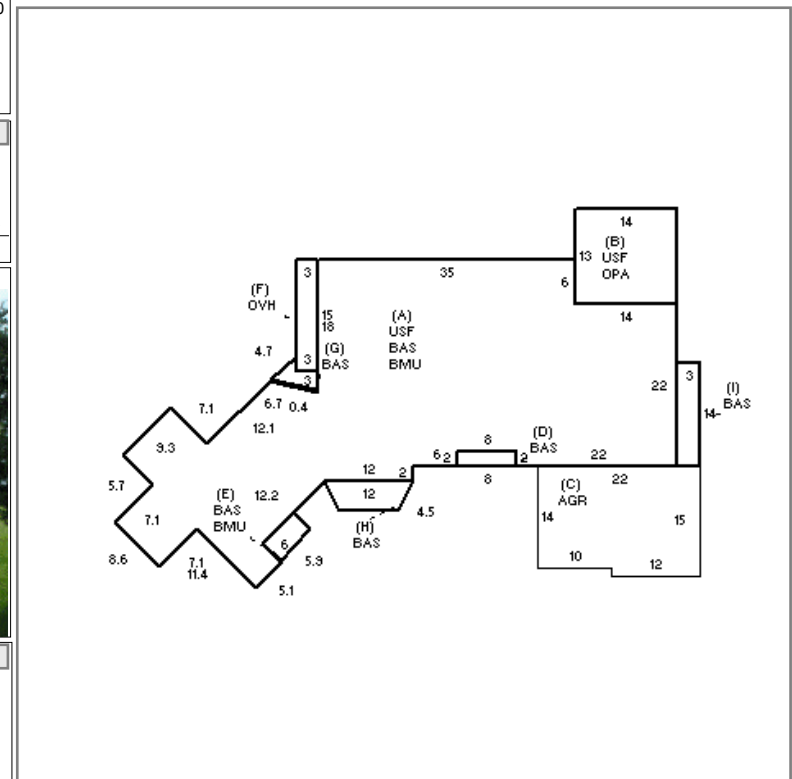 0
14
13
(B)
USF
OPA
3
35
6
(F)
OVH
15
18
(A)
USF
BAS
BMU
14
4.7
3
(G)
BAS
3
22
3
14
(I)
BAS
7.1
6.7 0.4
12.1
9.3
8
(D)
BAS
6 2
2
22
12
2
5.7
12.2
12
8
(C)
AGR
22
(E)
BAS
BMU
4.5
14
15
7.1
(H)
BAS
6
8.6
7.1
11.4
5.9
10
12
5.1